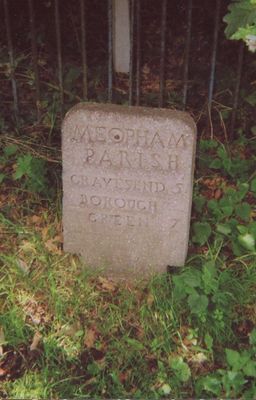 MEOPHAM
PARISH
GRAVESEND 5
BOROUGH
GREEN 7